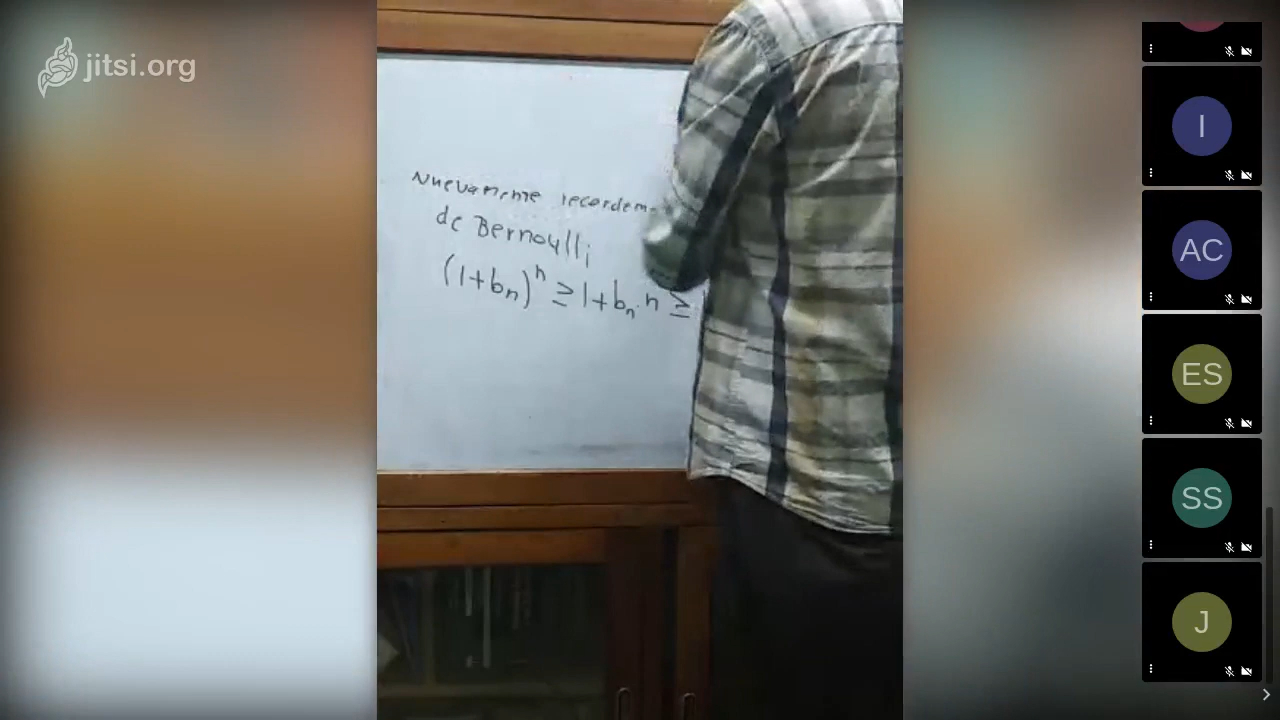 jitsi.org
Nuevamente recordem
de Bernoulli
(1+bₙ)ⁿ ≥ 1+bₙ·n ≥
I
AC
ES
SS
J